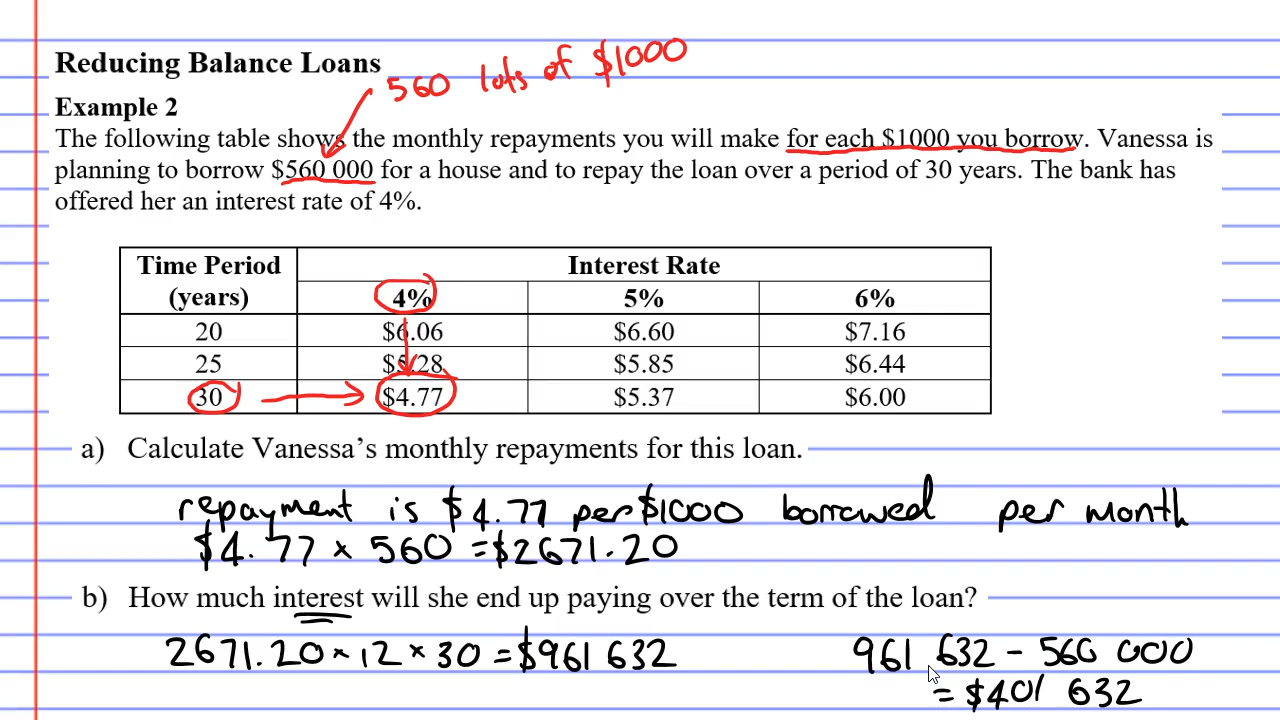 Reducing Balance Loans
560 lots of $1000
Example 2
The following table shows the monthly repayments you will make for each $1000 you borrow. Vanessa is
planning to borrow $560 000 for a house and to repay the loan over a period of 30 years. The bank has
offered her an interest rate of 4%.
Time Period (years) Interest Rate
4% 5% 6%
20 $6.06 $6.60 $7.16
25 $5.28 $5.85 $6.44
30 $4.77 $5.37 $6.00
a) Calculate Vanessa's monthly repayments for this loan.
repayment is $4.77 per $1000 borrowed per month
$4.77 × 560 = $2671.20
b) How much interest will she end up paying over the term of the loan?
2671.20 × 12 × 30 = $961 632
961 632 - 560 000
= $401 632